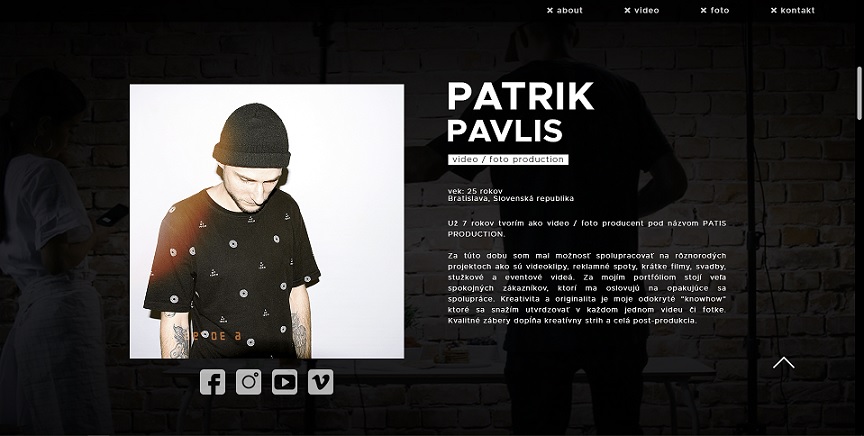 × about
× video
× foto
× kontakt
PATRIK
PAVLIS
video / foto production
vek: 25 rokov
Bratislava, Slovenská republika
Už 7 rokov tvorím ako video / foto producent pod názvom PATIS
PRODUCTION.
Za túto dobu som mal možnosť spolupracovať na rôznorodých
projektoch ako sú videoklipy, reklamné spoty, krátke filmy, svadby,
stužkové a eventové videá. Za mojím portfóliom stojí veľa
spokojných zákazníkov, ktorí ma oslovujú na opakujúce sa
spolupráce. Kreativita a originalita je moje odokryté "knowhow"
ktoré sa snažím utvrdzovať v každom jednom videu či fotke.
Kvalitné zábery dopĺňa kreatívny strih a celá post-produkcia.